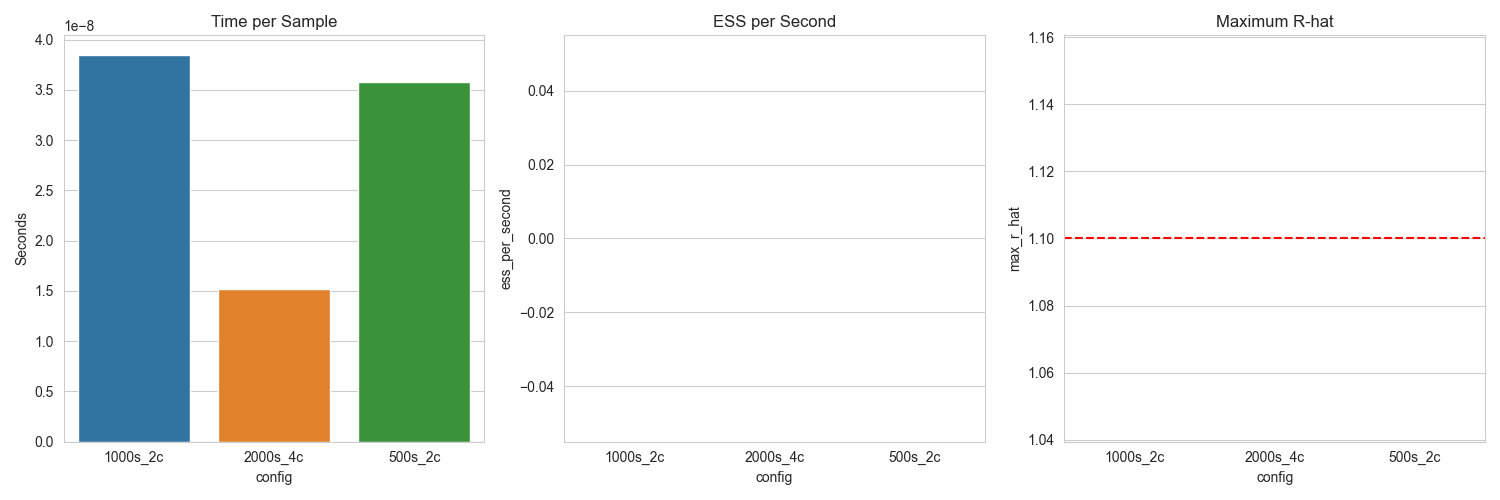 Time per Sample
1e−8
4.0
3.5
3.0
2.5
2.0
1.5
1.0
0.5
0.0
Seconds
1000s_2c 2000s_4c 500s_2c
config
ESS per Second
0.04
0.02
0.00
−0.02
−0.04
ess_per_second
1000s_2c 2000s_4c 500s_2c
config
Maximum R-hat
1.16
1.14
1.12
1.10
1.08
1.06
1.04
max_r_hat
1000s_2c 2000s_4c 500s_2c
config